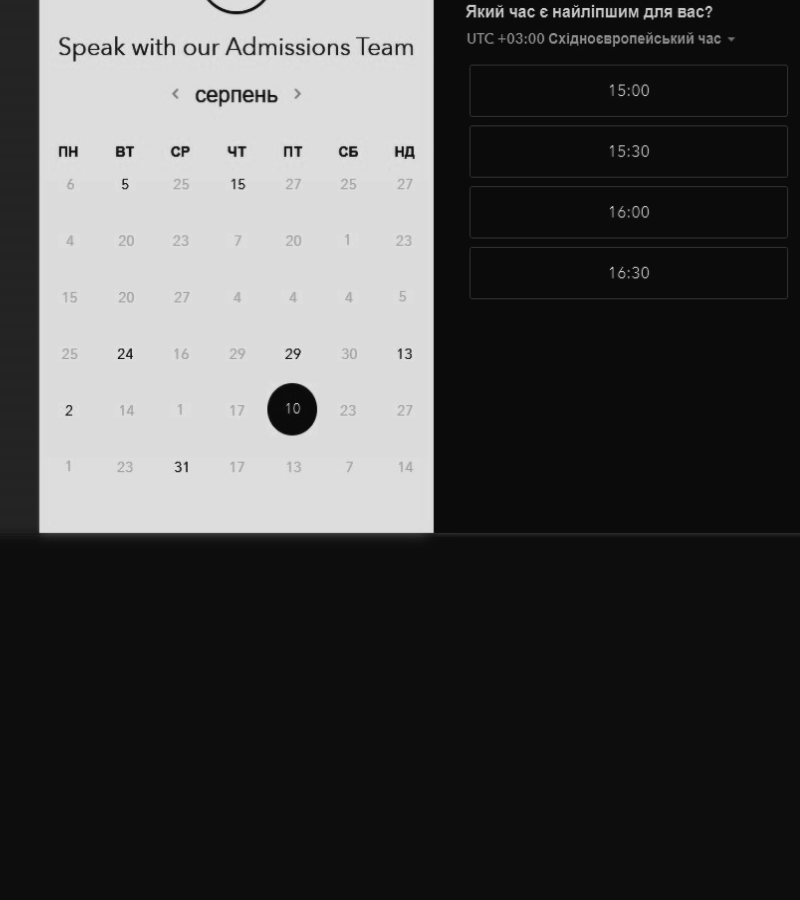 Speak with our Admissions Team
серпень
ПН ВТ СР ЧТ ПТ СБ НД
6 5 25 15 27 25 27
4 20 23 7 20 1 23
15 20 27 4 4 4 5
25 24 16 29 29 30 13
2 14 1 17 10 23 27
1 23 31 17 13 7 14
Який час є найліпшим для вас?
UTC +03:00 Східноєвропейський час
15:00
15:30
16:00
16:30